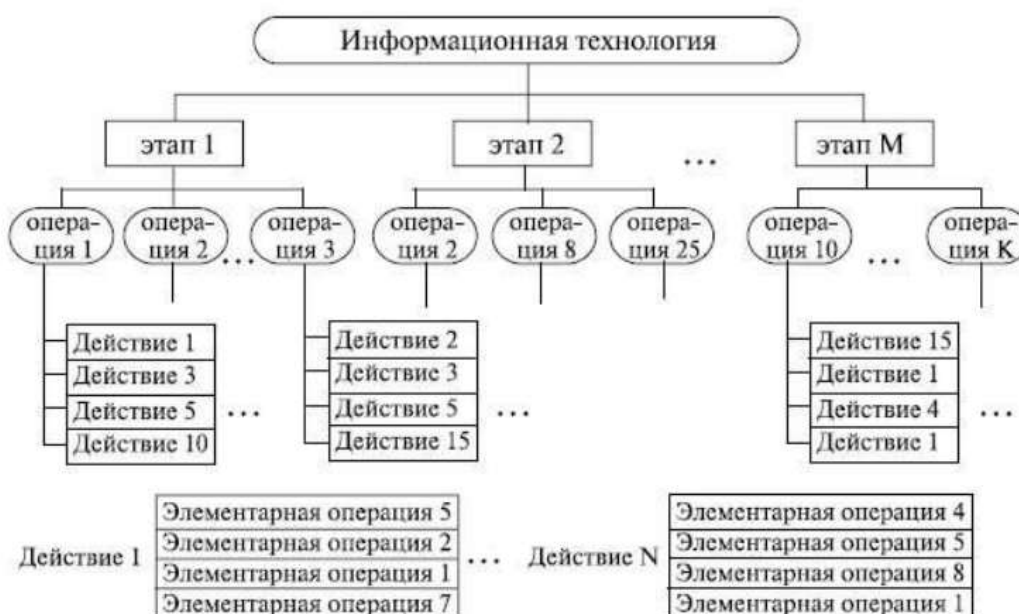 Информационная технология
этап 1
этап 2
...
этап М
опера-
ция 1
опера-
ция 2
...
опера-
ция 3
опера-
ция 2
опера-
ция 8
опера-
ция 25
опера-
ция 10
...
опера-
ция К
Действие 1
Действие 3
Действие 5
Действие 10
...
Действие 2
Действие 3
Действие 5
Действие 15
...
Действие 15
Действие 1
Действие 4
Действие 1
...
Действие 1
Элементарная операция 5
Элементарная операция 2
Элементарная операция 1
Элементарная операция 7
...
Действие N
Элементарная операция 4
Элементарная операция 5
Элементарная операция 8
Элементарная операция 1